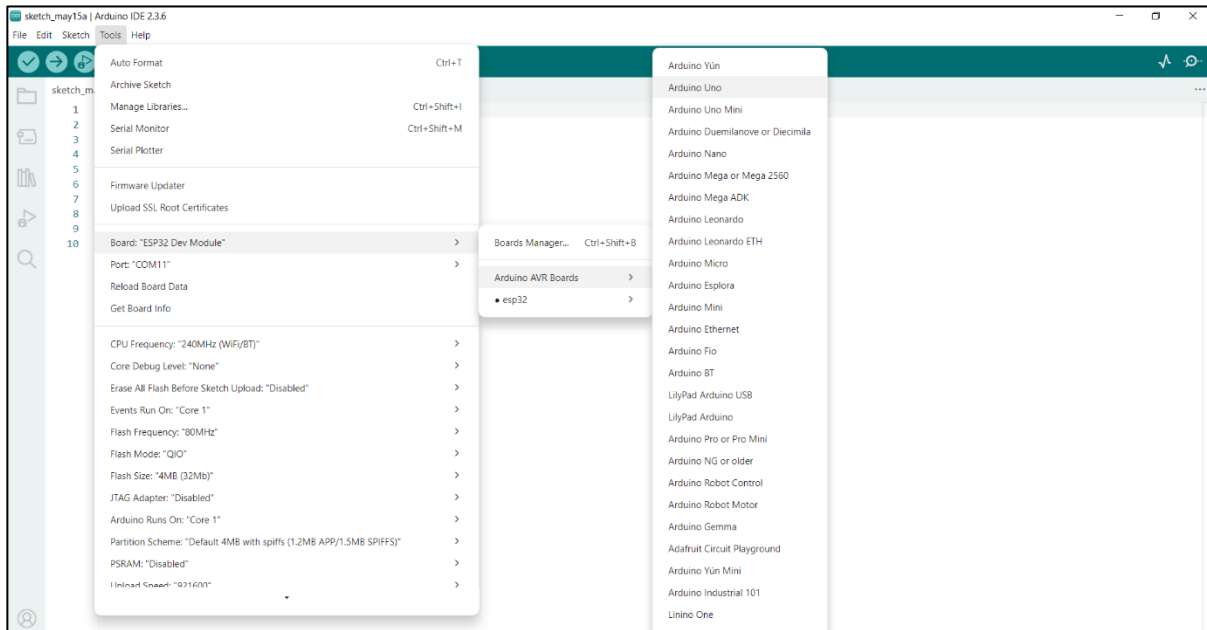 sketch_may15a | Arduino IDE 2.3.6
File Edit Sketch Tools Help
sketch_m
1
2
3
4
5
6
7
8
9
10
Auto Format Ctrl+T
Archive Sketch
Manage Libraries... Ctrl+Shift+I
Serial Monitor Ctrl+Shift+M
Serial Plotter
Firmware Updater
Upload SSL Root Certificates
Board: "ESP32 Dev Module"
Port: "COM11"
Reload Board Data
Get Board Info
CPU Frequency: "240MHz (WiFi/BT)"
Core Debug Level: "None"
Erase All Flash Before Sketch Upload: "Disabled"
Events Run On: "Core 1"
Flash Frequency: "80MHz"
Flash Mode: "QIO"
Flash Size: "4MB (32Mb)"
JTAG Adapter: "Disabled"
Arduino Runs On: "Core 1"
Partition Scheme: "Default 4MB with spiffs (1.2MB APP/1.5MB SPIFFS)"
PSRAM: "Disabled"
Upload Speed: "921600"
Boards Manager... Ctrl+Shift+B
Arduino AVR Boards
● esp32
Arduino Yún
Arduino Uno
Arduino Uno Mini
Arduino Duemilanove or Diecimila
Arduino Nano
Arduino Mega or Mega 2560
Arduino Mega ADK
Arduino Leonardo
Arduino Leonardo ETH
Arduino Micro
Arduino Esplora
Arduino Mini
Arduino Ethernet
Arduino Fio
Arduino BT
LilyPad Arduino USB
LilyPad Arduino
Arduino Pro or Pro Mini
Arduino NG or older
Arduino Robot Control
Arduino Robot Motor
Arduino Gemma
Adafruit Circuit Playground
Arduino Yún Mini
Arduino Industrial 101
Linino One